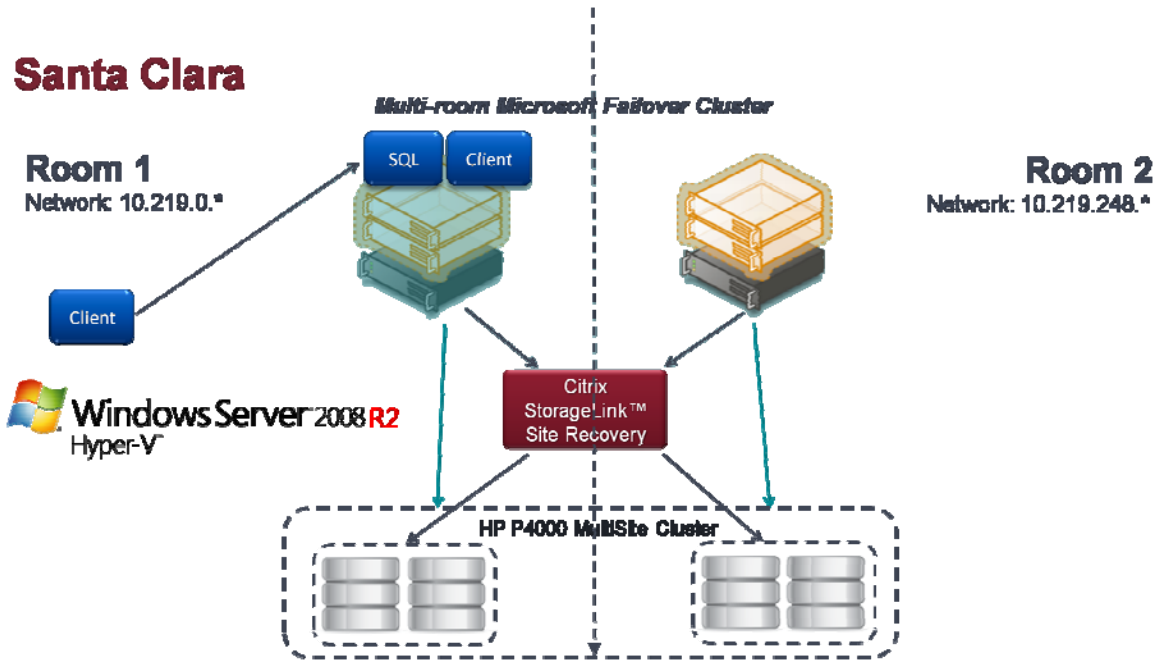 Santa Clara
Multi-room Microsoft Failover Cluster
Room 1
Network: 10.219.0.*
SQL
Client
Room 2
Network: 10.219.248.*
Client
Windows Server 2008 R2
Hyper-V™
Citrix
StorageLink™
Site Recovery
HP P4000 MultiSite Cluster